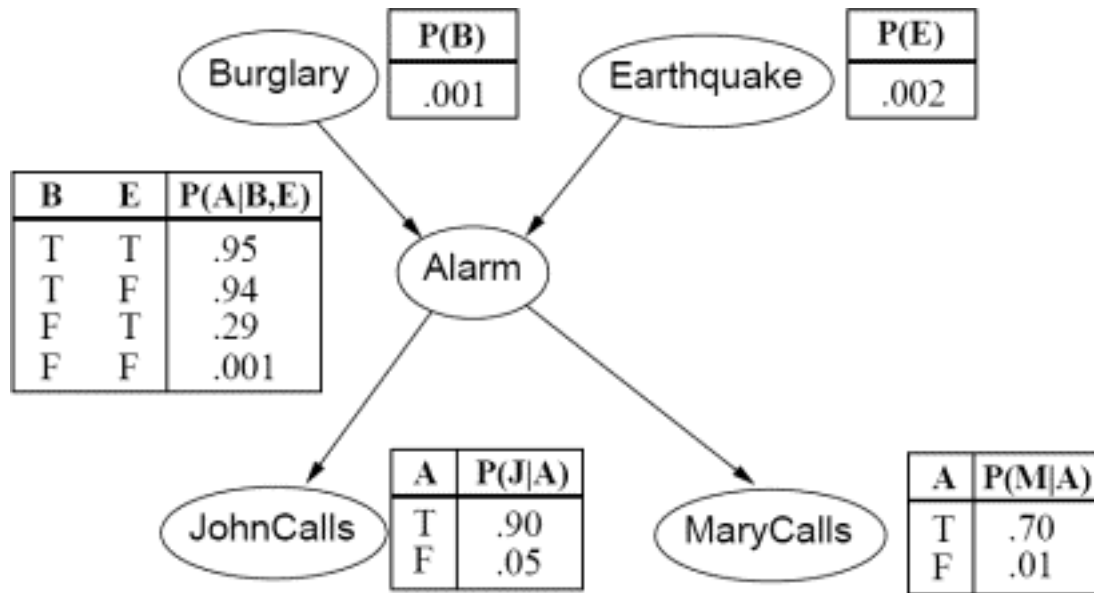 Burglary
P(B)
.001
Earthquake
P(E)
.002
B E P(A|B,E)
T T .95
T F .94
F T .29
F F .001
Alarm
JohnCalls
A P(J|A)
T .90
F .05
MaryCalls
A P(M|A)
T .70
F .01